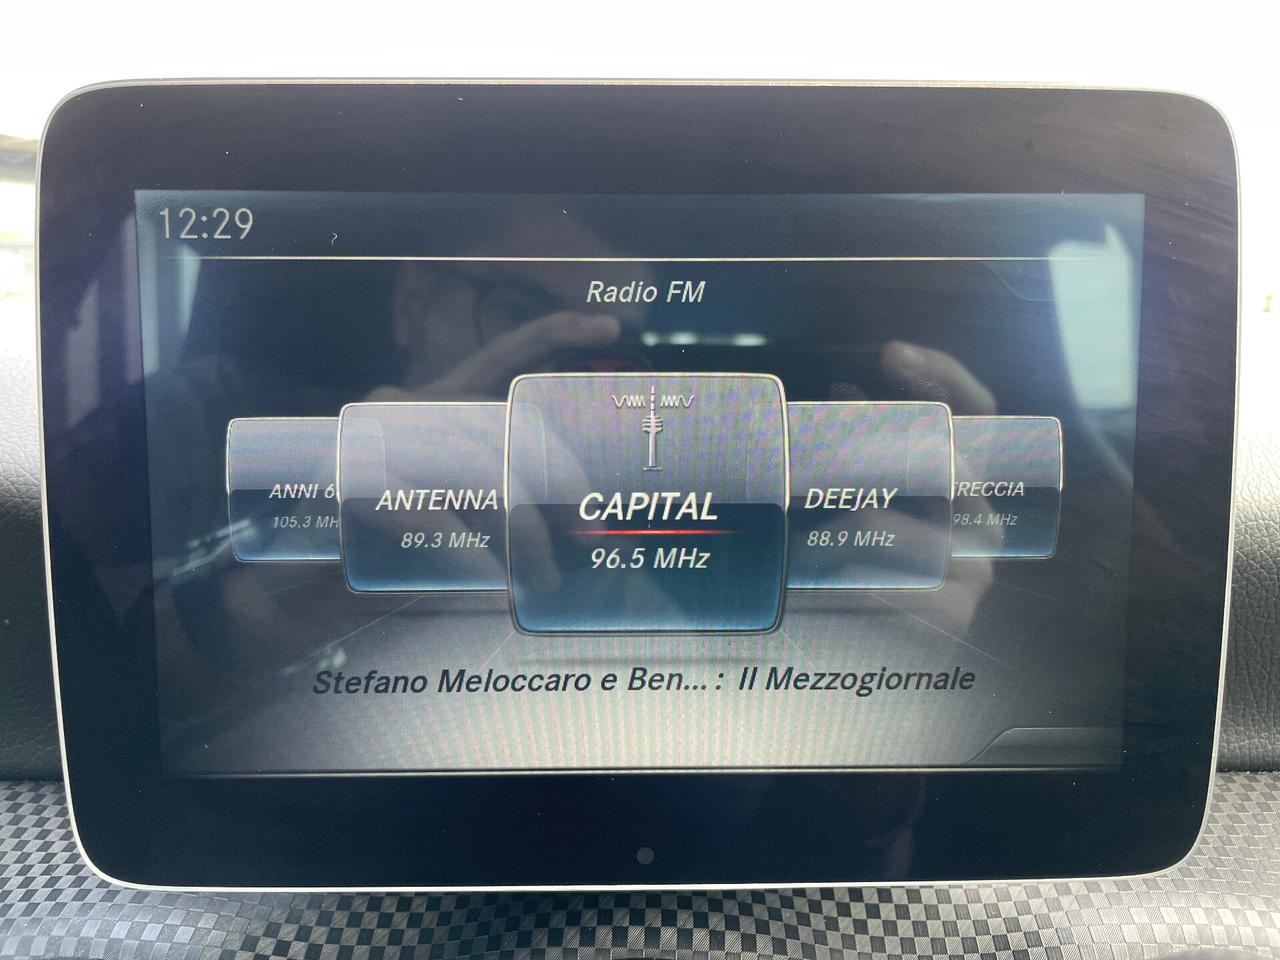 12:29
Radio FM
ANNI 6
105.3 MH
ANTENNA
89.3 MHz
CAPITAL
96.5 MHz
DEEJAY
88.9 MHz
RECCIA
98.4 MHz
Stefano Meloccaro e Ben...: Il Mezzogiornale